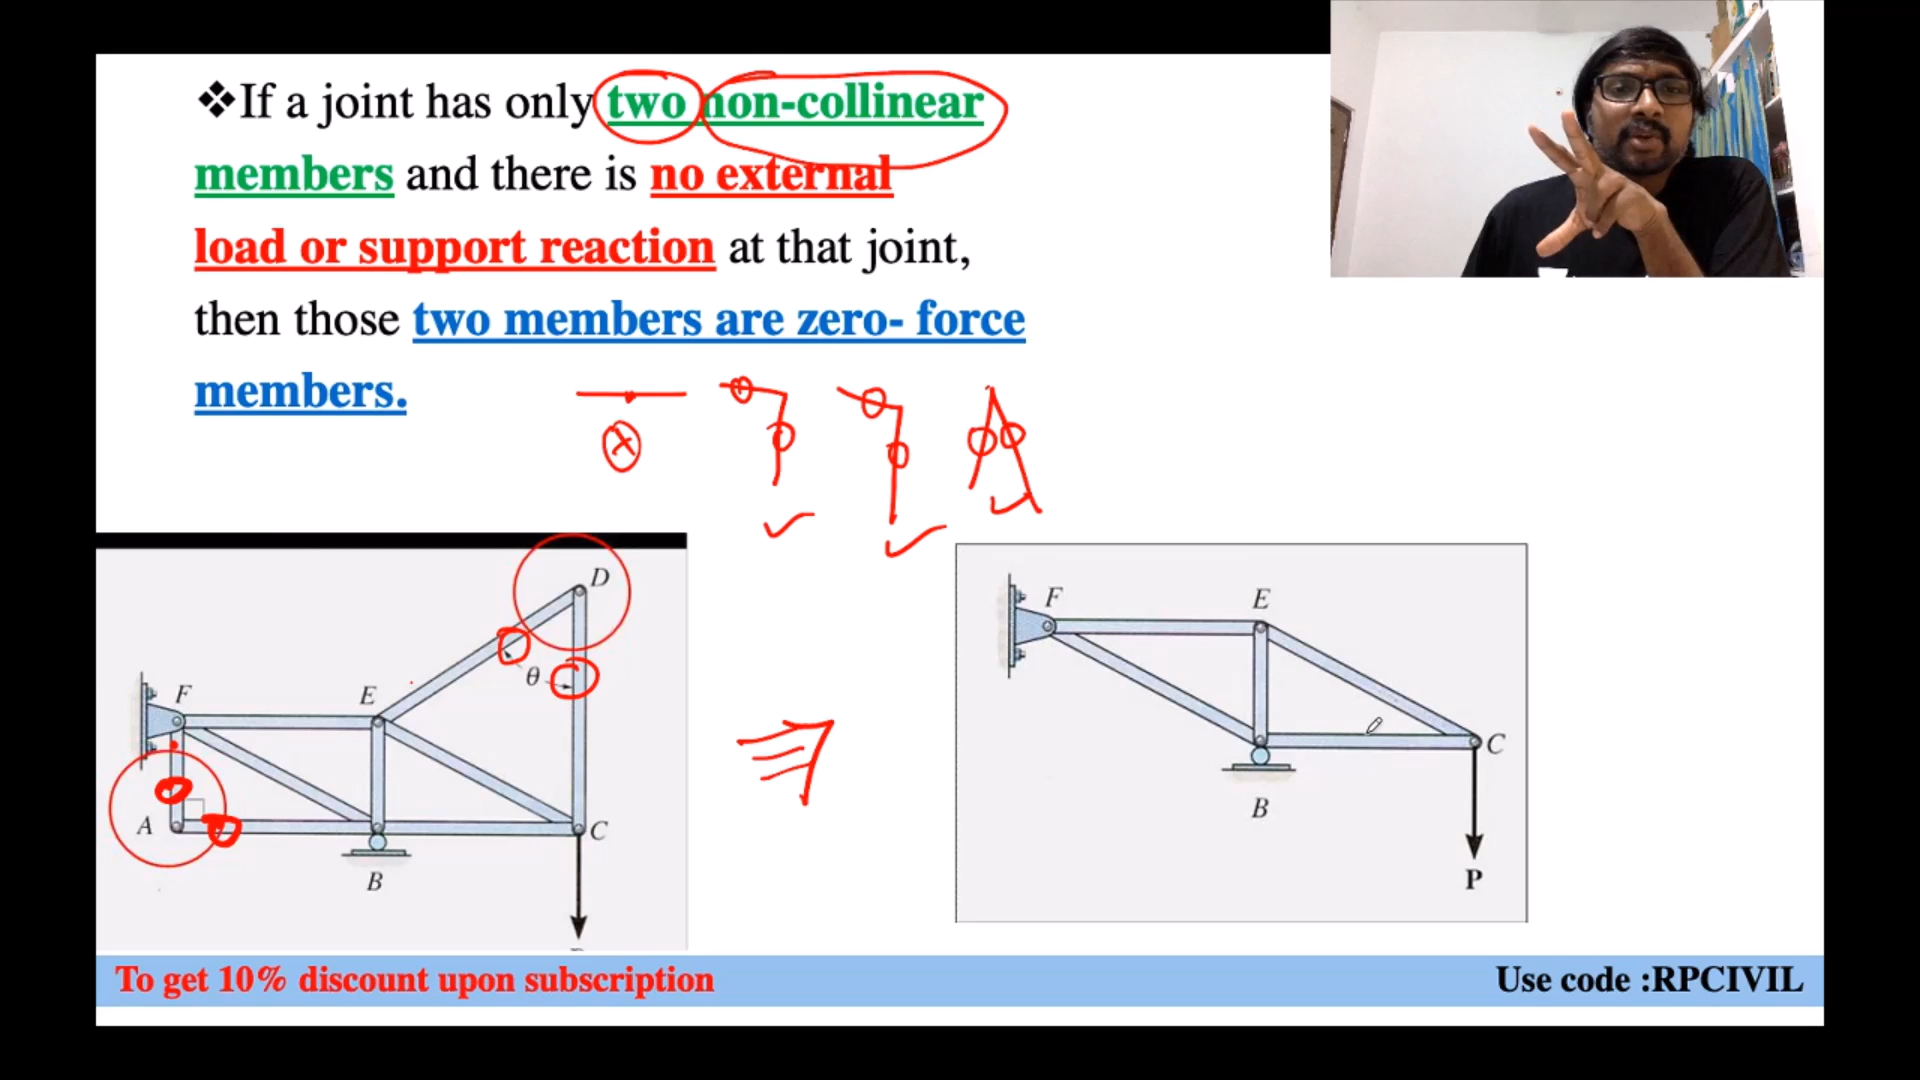 ❖If a joint has only two non-collinear
members and there is no external
load or support reaction at that joint,
then those two members are zero- force
members.
D
θ
F
E
A
C
B
F
E
C
B
P
To get 10% discount upon subscription
Use code :RPCIVIL